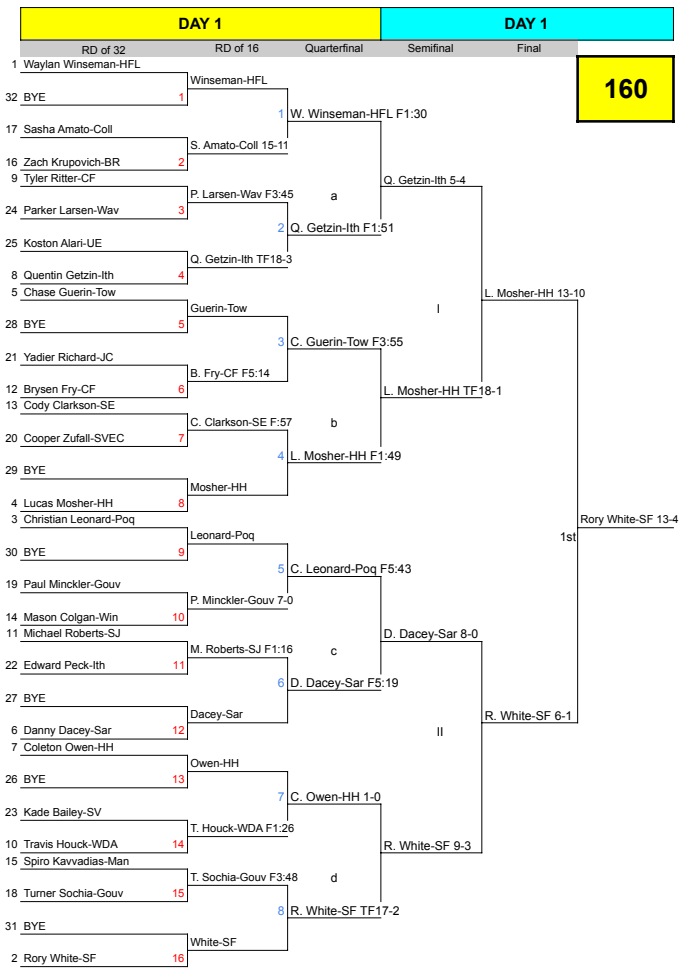 DAY 1 DAY 1
RD of 32 RD of 16 Quarterfinal Semifinal Final
160
1 Waylan Winseman-HFL
Winseman-HFL
32 BYE 1
1 W. Winseman-HFL F1:30
17 Sasha Amato-Coll
S. Amato-Coll 15-11
16 Zach Krupovich-BR 2
9 Tyler Ritter-CF
Q. Getzin-Ith 5-4
P. Larsen-Wav F3:45
a
24 Parker Larsen-Wav 3
2 Q. Getzin-Ith F1:51
25 Koston Alari-UE
Q. Getzin-Ith TF18-3
8 Quentin Getzin-Ith 4
5 Chase Guerin-Tow
L. Mosher-HH 13-10
Guerin-Tow
I
28 BYE 5
3 C. Guerin-Tow F3:55
21 Yadier Richard-JC
B. Fry-CF F5:14
12 Brysen Fry-CF 6
L. Mosher-HH TF18-1
13 Cody Clarkson-SE
C. Clarkson-SE F:57
b
20 Cooper Zufall-SVEC 7
4 L. Mosher-HH F1:49
29 BYE
Mosher-HH
4 Lucas Mosher-HH 8
3 Christian Leonard-Poq
Rory White-SF 13-4
Leonard-Poq
1st
30 BYE 9
5 C. Leonard-Poq F5:43
19 Paul Minckler-Gouv
P. Minckler-Gouv 7-0
14 Mason Colgan-Win 10
11 Michael Roberts-SJ
D. Dacey-Sar 8-0
M. Roberts-SJ F1:16
c
22 Edward Peck-Ith 11
6 D. Dacey-Sar F5:19
27 BYE
Dacey-Sar
R. White-SF 6-1
6 Danny Dacey-Sar 12
II
7 Coleton Owen-HH
Owen-HH
26 BYE 13
7 C. Owen-HH 1-0
23 Kade Bailey-SV
T. Houck-WDA F1:26
10 Travis Houck-WDA 14
R. White-SF 9-3
15 Spiro Kavvadias-Man
T. Sochia-Gouv F3:48
d
18 Turner Sochia-Gouv 15
8 R. White-SF TF17-2
31 BYE
White-SF
2 Rory White-SF 16